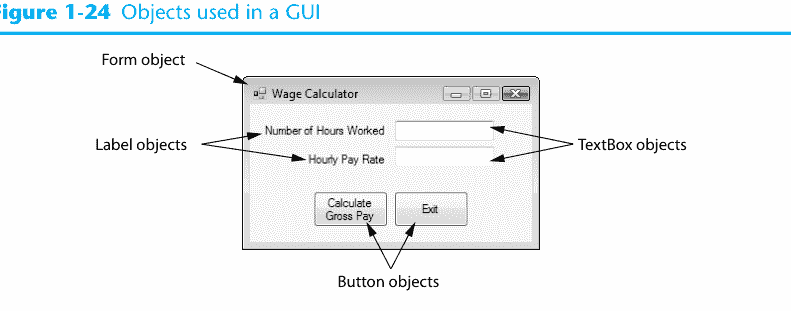 Figure 1-24 Objects used in a GUI
Form object
Wage Calculator
Number of Hours Worked
Label objects
TextBox objects
Hourly Pay Rate
Calculate
Gross Pay
Exit
Button objects